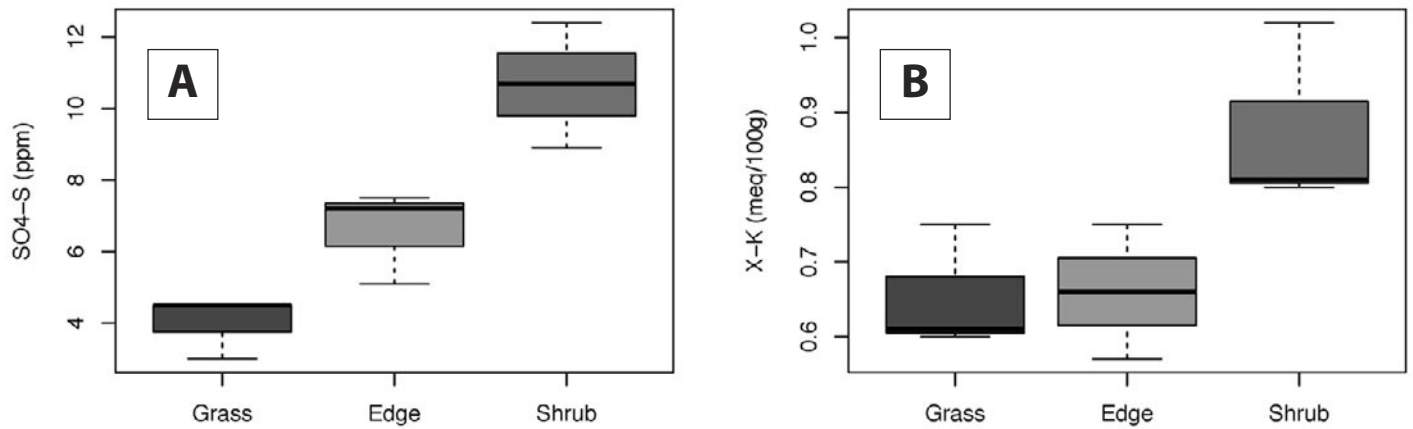 A
SO4-S (ppm)
12
10
8
6
4
Grass Edge Shrub
B
X-K (meq/100g)
1.0
0.9
0.8
0.7
0.6
Grass Edge Shrub